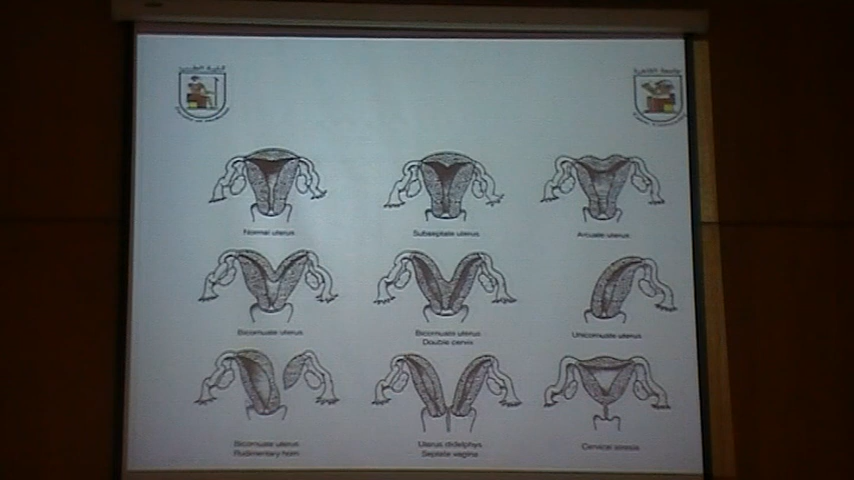 Normal uterus
Subseptate uterus
Arcuate uterus
Bicornuate uterus
Bicornuate uterus
Double cervix
Unicornuate uterus
Bicornuate uterus
Rudimentary horn
Uterus didelphys
Septate vagina
Cervical atresia